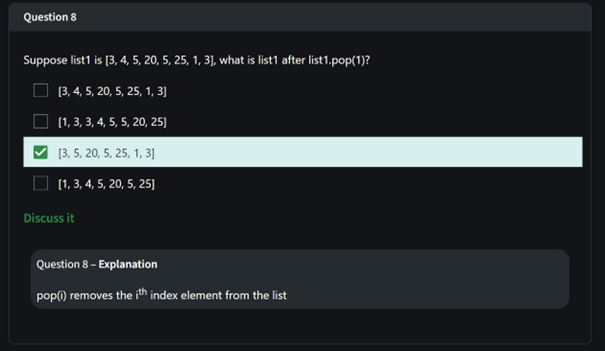 Question 8
Suppose list1 is [3, 4, 5, 20, 5, 25, 1, 3], what is list1 after list1.pop(1)?
[3, 4, 5, 20, 5, 25, 1, 3]
[1, 3, 3, 4, 5, 5, 20, 25]
[3, 5, 20, 5, 25, 1, 3]
[1, 3, 4, 5, 20, 5, 25]
Discuss it
Question 8 – Explanation
pop(i) removes the ith index element from the list